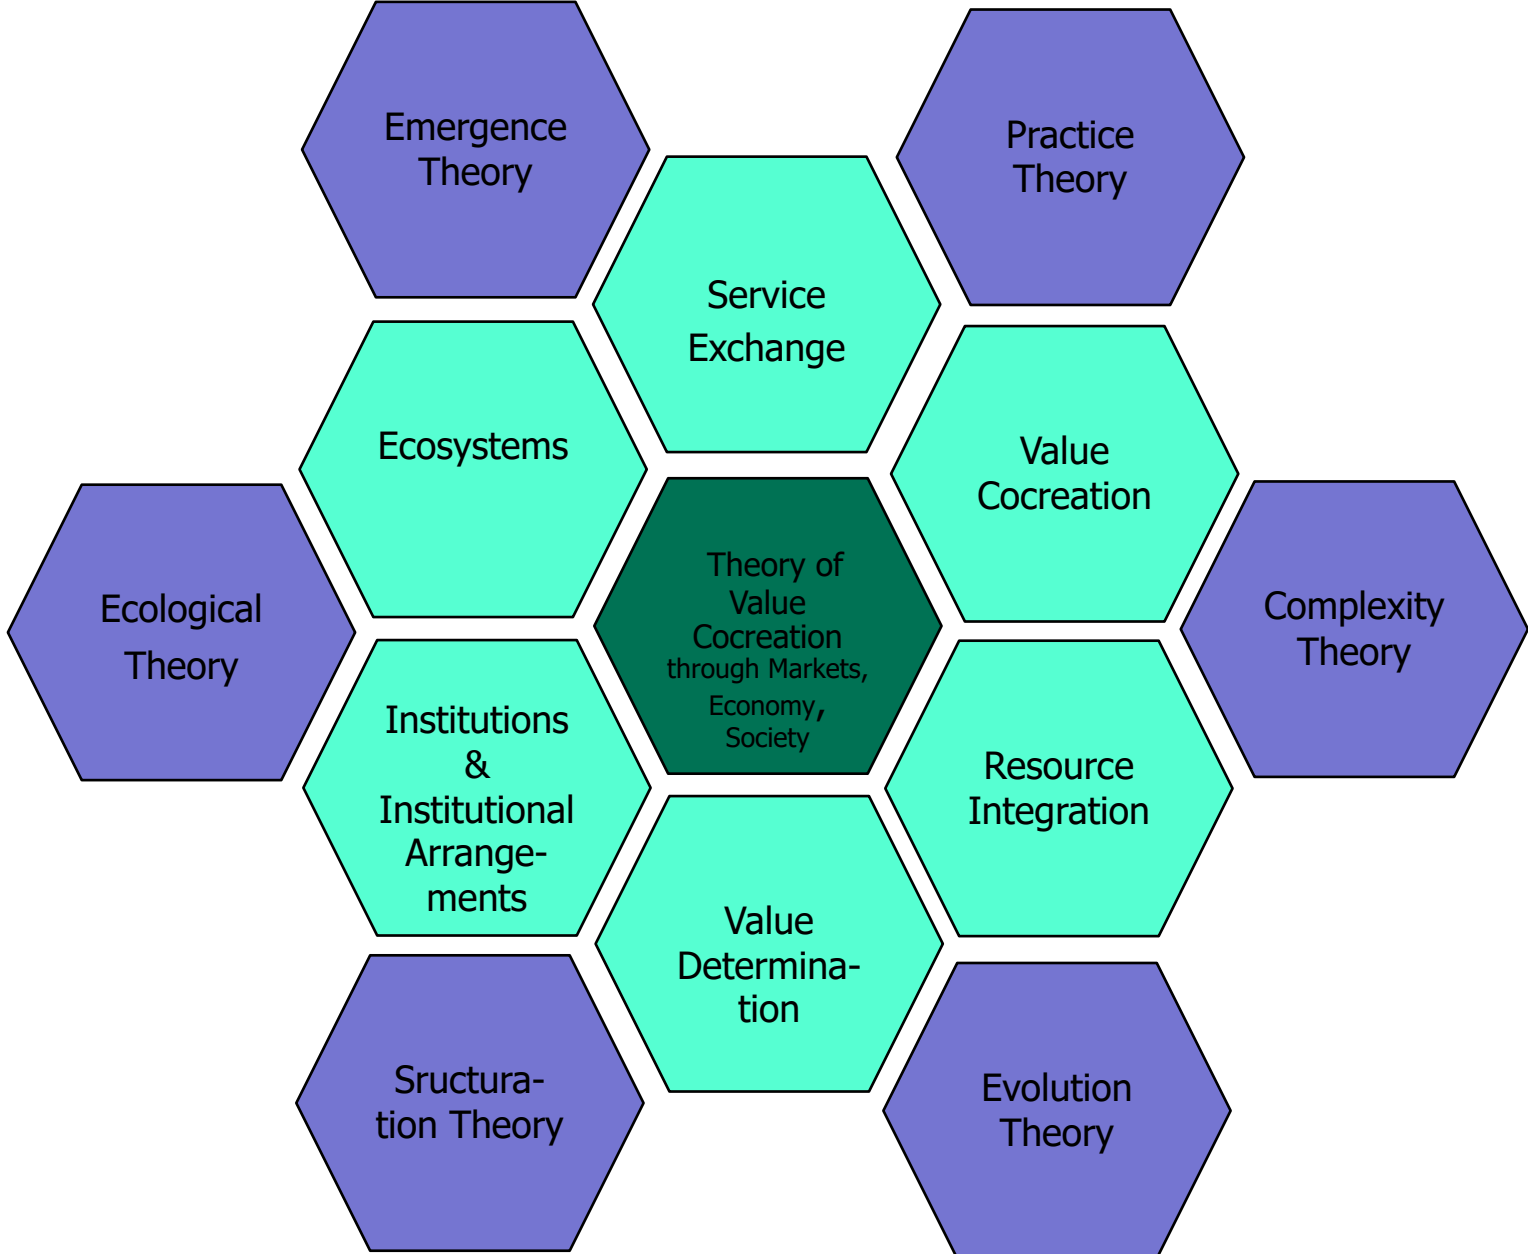 Emergence
Theory
Practice
Theory
Service
Exchange
Ecosystems
Value
Cocreation
Ecological
Theory
Theory of
Value
Cocreation
through Markets,
Economy,
Society
Complexity
Theory
Institutions
&
Institutional
Arrange-
ments
Resource
Integration
Value
Determina-
tion
Sructura-
tion Theory
Evolution
Theory